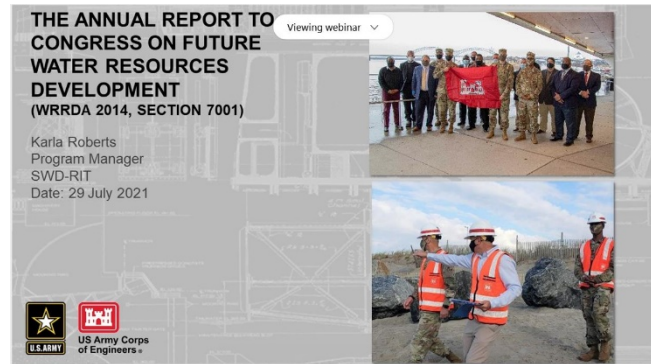 THE ANNUAL REPORT TO
CONGRESS ON FUTURE
WATER RESOURCES
DEVELOPMENT
(WRRDA 2014, SECTION 7001)
Viewing webinar
Karla Roberts
Program Manager
SWD-RIT
Date: 29 July 2021
U.S.ARMY
US Army Corps
of Engineers®